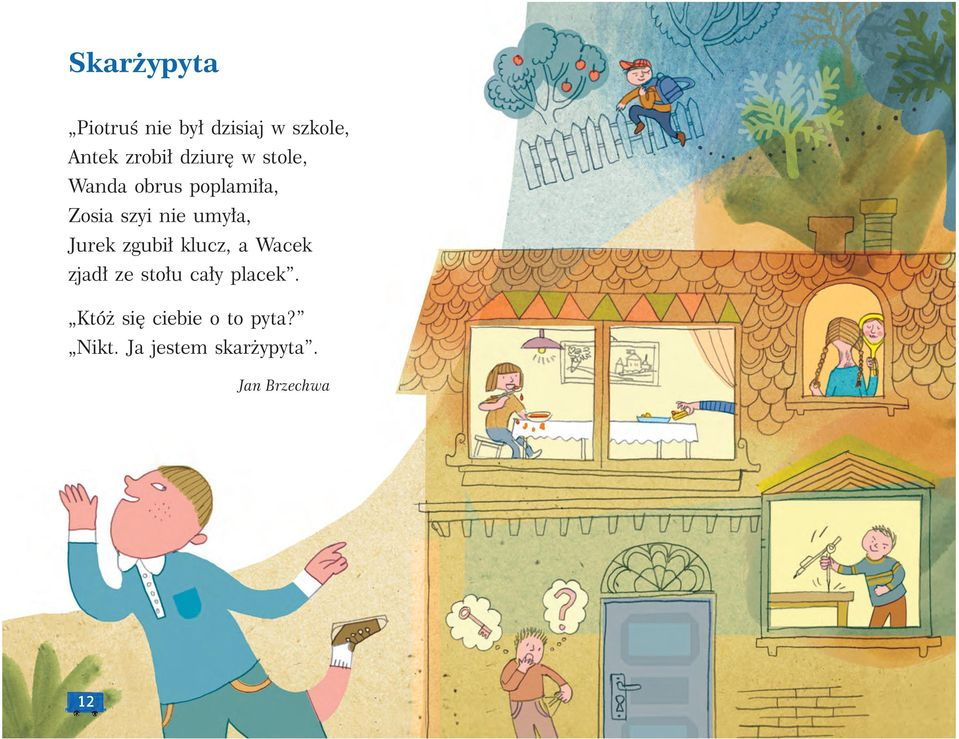 Skarżypyta
„Piotruś nie był dzisiaj w szkole,
Antek zrobił dziurę w stole,
Wanda obrus poplamiła,
Zosia szyi nie umyła,
Jurek zgubił klucz, a Wacek
zjadł ze stołu cały placek”.
„Któż się ciebie o to pyta?”
„Nikt. Ja jestem skarżypyta”.
Jan Brzechwa
?
12